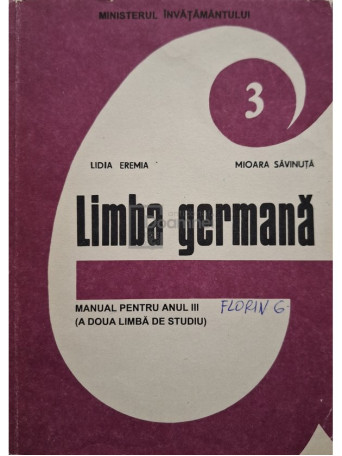 MINISTERUL ÎNVĂȚĂMÂNTULUI
3
LIDIA EREMIA MIOARA SĂVINUȚĂ
Limba germană
MANUAL PENTRU ANUL III
(A DOUA LIMBĂ DE STUDIU)
FLORIN G